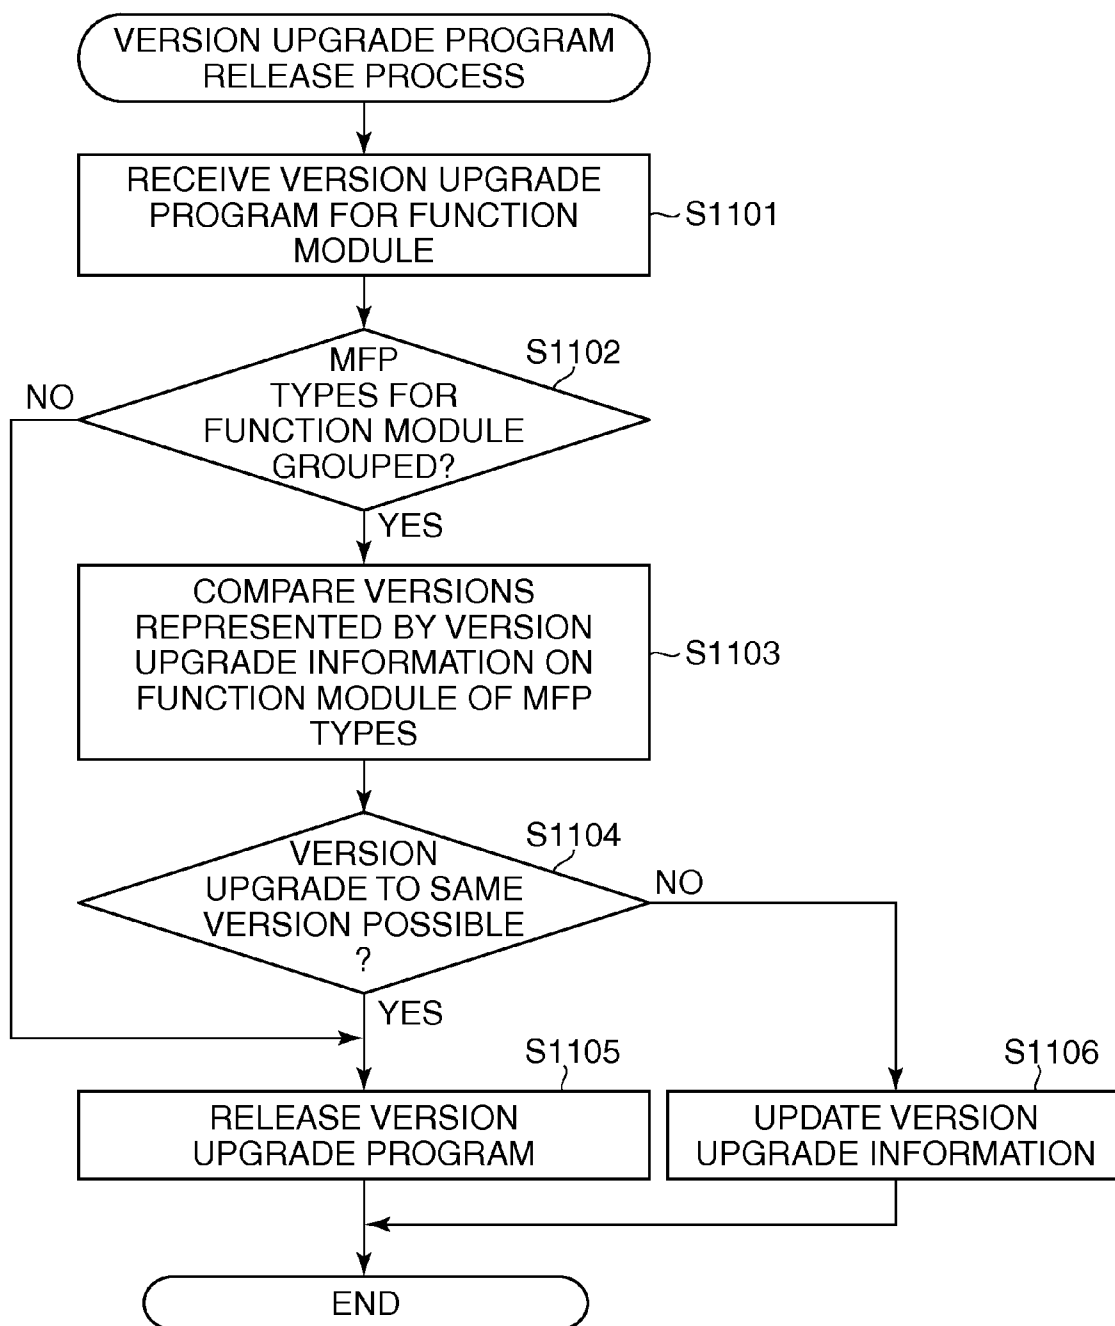 VERSION UPGRADE PROGRAM
RELEASE PROCESS
RECEIVE VERSION UPGRADE
PROGRAM FOR FUNCTION
MODULE
S1101
S1102
MFP
TYPES FOR
FUNCTION MODULE
GROUPED?
NO
YES
COMPARE VERSIONS
REPRESENTED BY VERSION
UPGRADE INFORMATION ON
FUNCTION MODULE OF MFP
TYPES
S1103
S1104
VERSION
UPGRADE TO SAME
VERSION POSSIBLE
?
NO
YES
S1105
RELEASE VERSION
UPGRADE PROGRAM
S1106
UPDATE VERSION
UPGRADE INFORMATION
END